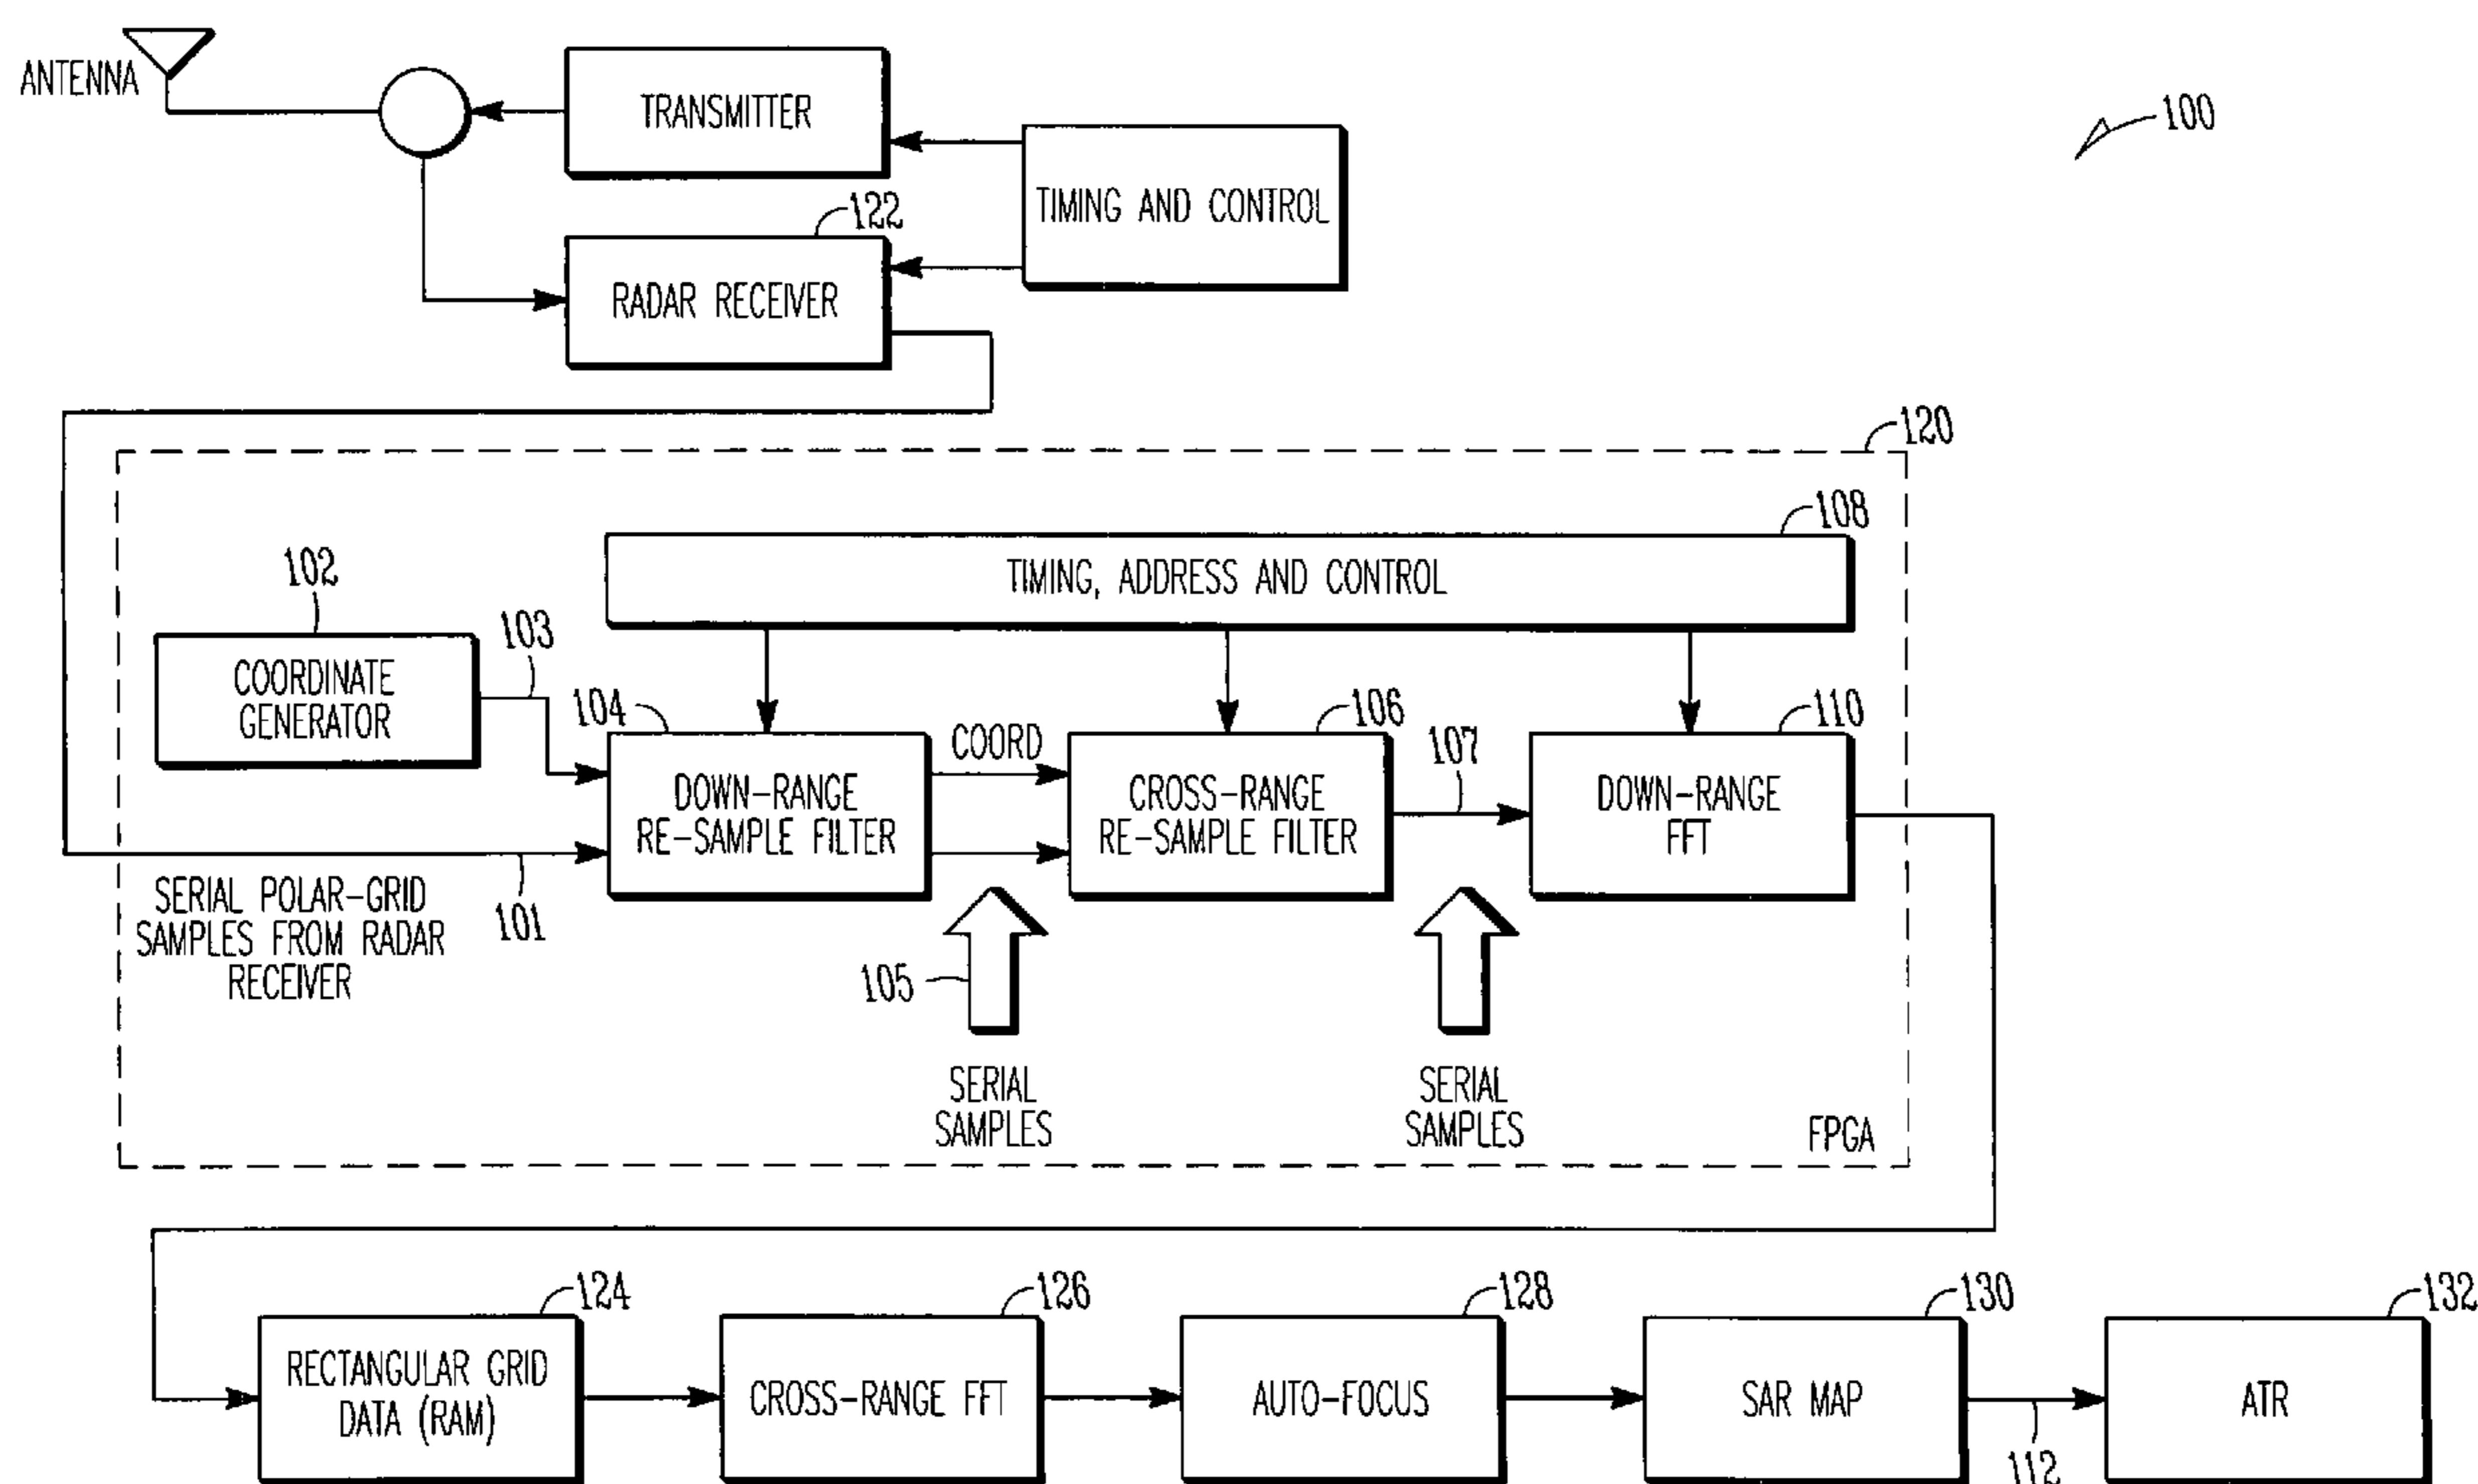 ANTENNA
TRANSMITTER
100
TIMING AND CONTROL
122
RADAR RECEIVER
120
108
TIMING, ADDRESS AND CONTROL
102
103
COORDINATE
GENERATOR
104
COORD
106
107
110
DOWN-RANGE
RE-SAMPLE FILTER
CROSS-RANGE
RE-SAMPLE FILTER
DOWN-RANGE
FFT
SERIAL POLAR-GRID
SAMPLES FROM RADAR
RECEIVER
101
105
SERIAL
SAMPLES
SERIAL
SAMPLES
FPGA
124
126
128
130
132
RECTANGULAR GRID
DATA (RAM)
CROSS-RANGE FFT
AUTO-FOCUS
SAR MAP
ATR
112